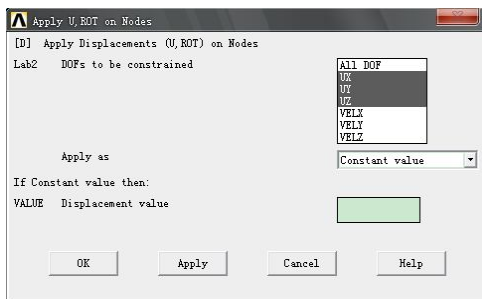 Apply U,ROT on Nodes
[D] Apply Displacements (U,ROT) on Nodes
Lab2 DOFs to be constrained
All DOF
UX
UY
UZ
VELX
VELY
VELZ
Apply as Constant value
If Constant value then:
VALUE Displacement value
OK Apply Cancel Help